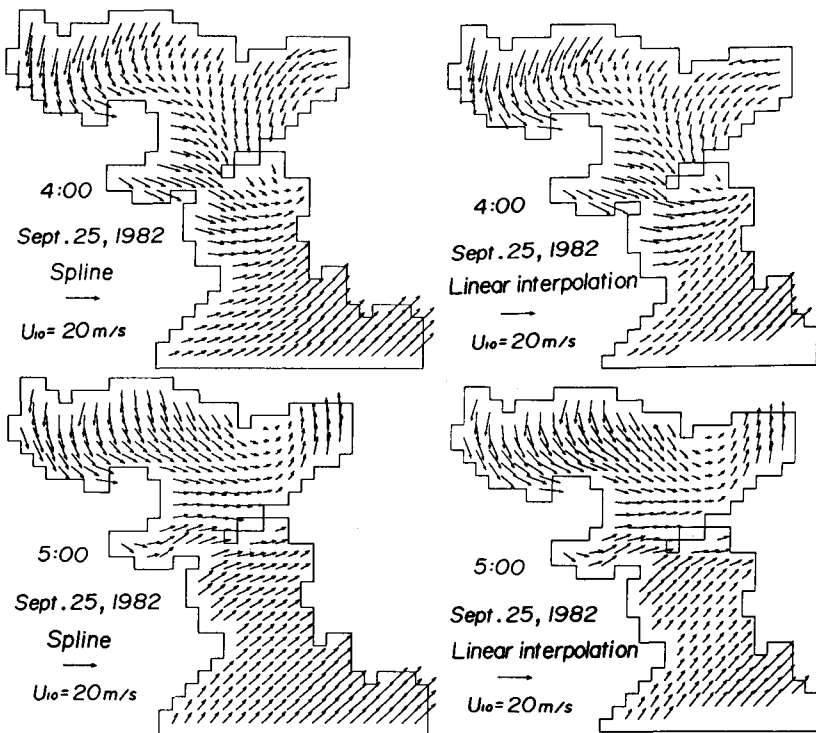 4:00
Sept. 25, 1982
Spline
U₁₀ = 20 m/s
4:00
Sept. 25, 1982
Linear interpolation
U₁₀ = 20 m/s
5:00
Sept. 25, 1982
Spline
U₁₀ = 20 m/s
5:00
Sept. 25, 1982
Linear interpolation
U₁₀ = 20 m/s